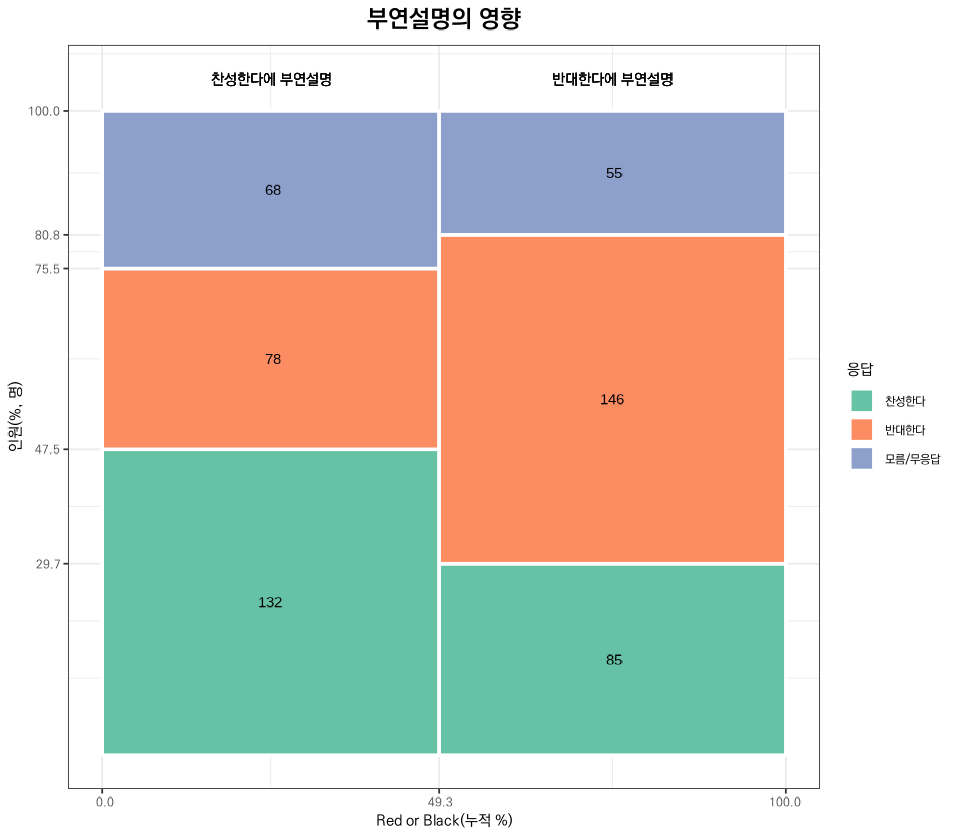 부연설명의 영향
찬성한다에 부연설명
반대한다에 부연설명
100.0
80.8
75.5
47.5
29.7
인원(%, 명)
68
55
78
146
132
85
0.0
49.3
100.0
Red or Black(누적 %)
응답
찬성한다
반대한다
모름/무응답